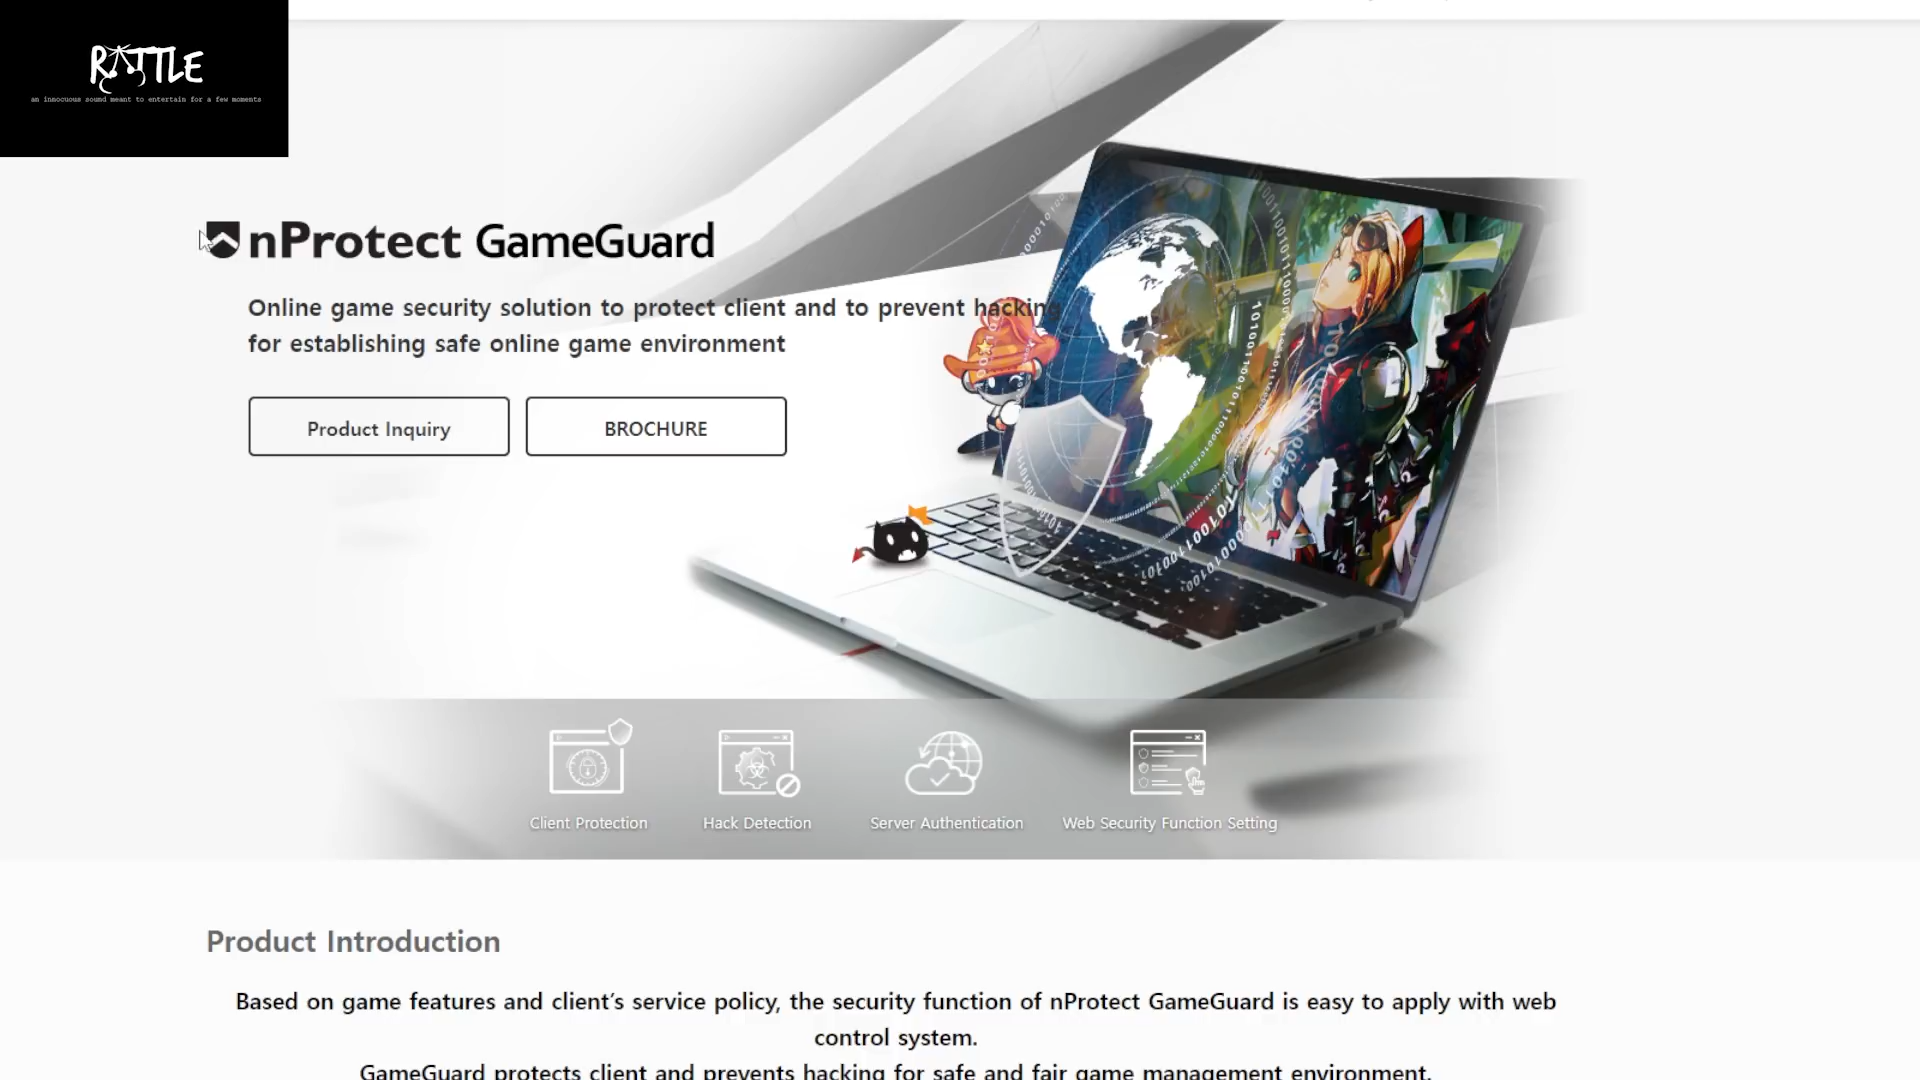 RATTLE
an innocuous sound meant to entertain for a few moments
nProtect GameGuard
Online game security solution to protect client and to prevent hacking
for establishing safe online game environment
Product Inquiry
BROCHURE
Client Protection
Hack Detection
Server Authentication
Web Security Function Setting
Product Introduction
Based on game features and client’s service policy, the security function of nProtect GameGuard is easy to apply with web
control system.
GameGuard protects client and prevents hacking for safe and fair game management environment.